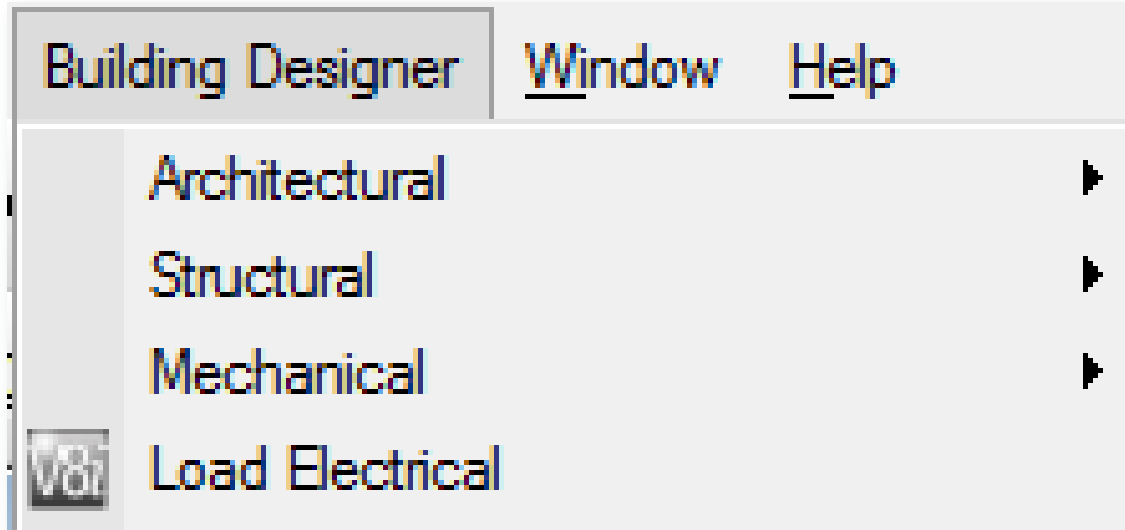 Building Designer Window Help
Architectural
Structural
Mechanical
V8i Load Electrical